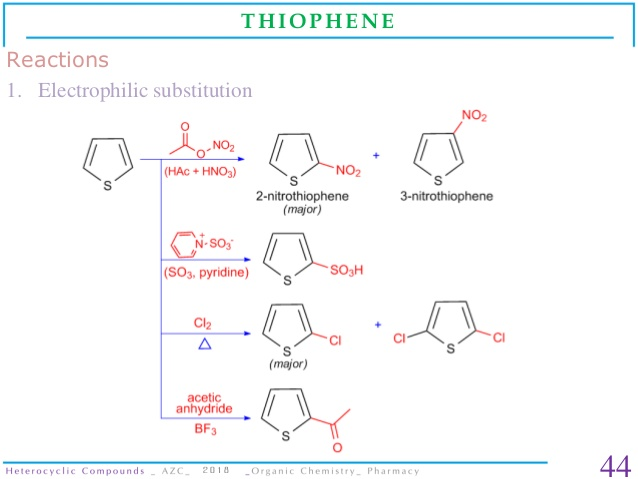 THIOPHENE
Reactions
1. Electrophilic substitution
O
O NO2
(HAc + HNO3)
S
S NO2
+
NO2
S
2-nitrothiophene
(major)
3-nitrothiophene
N+-SO3-
(SO3, pyridine)
S SO3H
Cl2
△
S Cl
(major)
+
Cl S Cl
acetic
anhydride
BF3
S
O
Heterocyclic Compounds _ AZC_ 2018 _Organic Chemistry_ Pharmacy
44